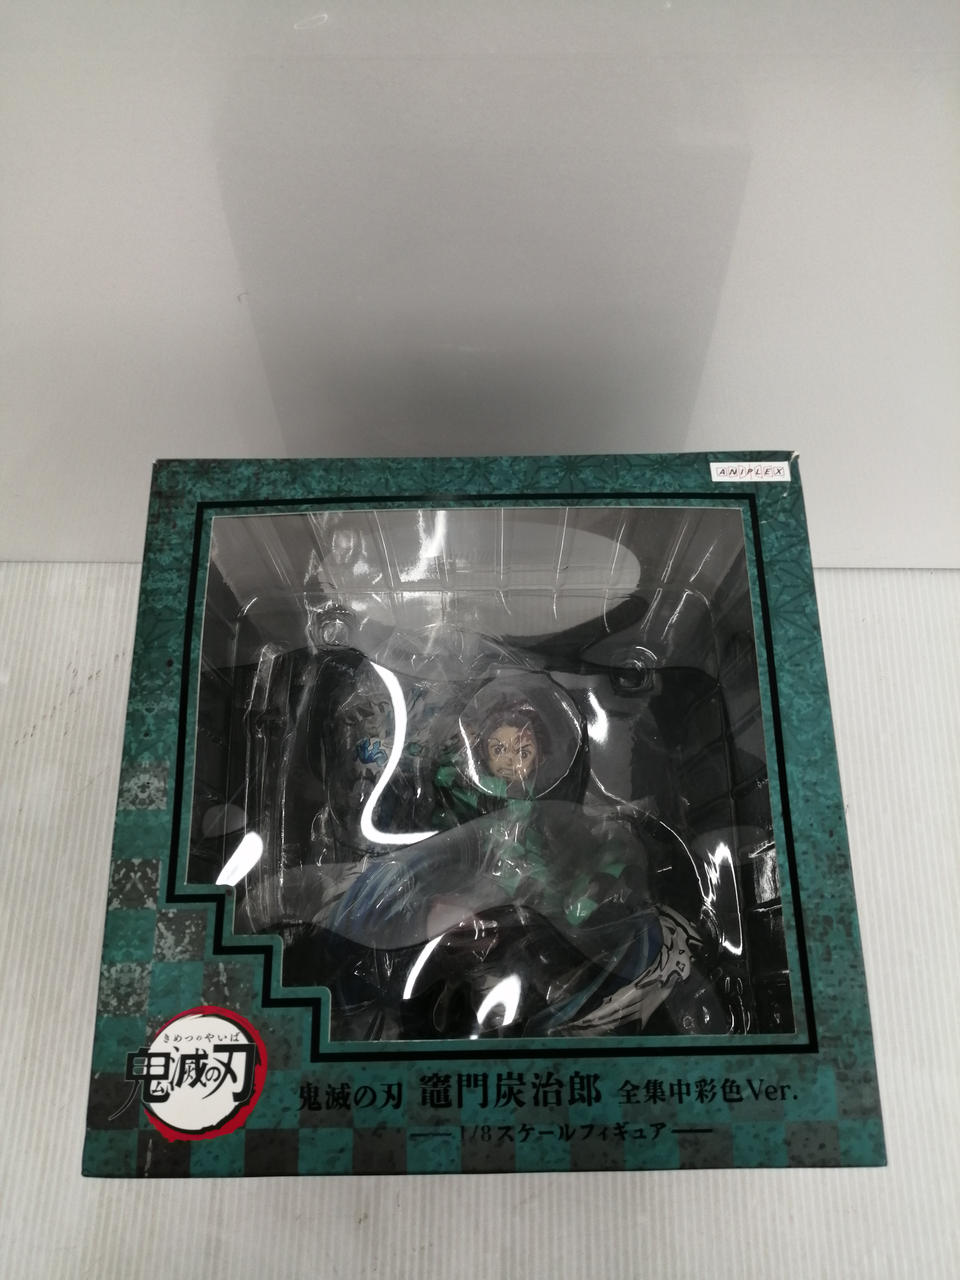 ANIPLEX
きめつのやいば
鬼滅の刃
鬼滅の刃 竈門炭治郎 全集中彩色Ver.
1/8スケールフィギュア